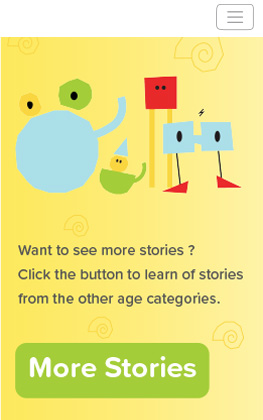 Want to see more stories ?
Click the button to learn of stories
from the other age categories.
More Stories